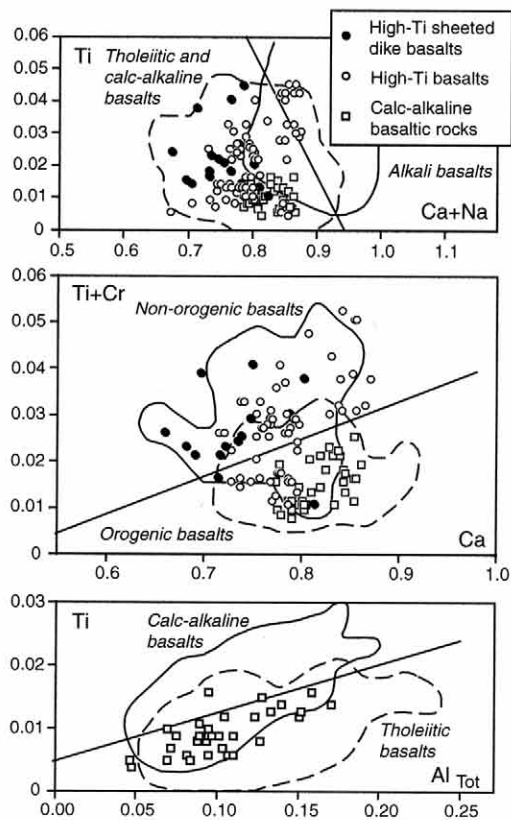 High-Ti sheeted
dike basalts
High-Ti basalts
Calc-alkaline
basaltic rocks
0.06
0.05
0.04
0.03
0.02
0.01
0
Ti
Tholeiitic and
calc-alkaline
basalts
Alkali basalts
Ca+Na
0.5 0.6 0.7 0.8 0.9 1.0 1.1
0.06
0.05
0.04
0.03
0.02
0.01
0
Ti+Cr
Non-orogenic basalts
Orogenic basalts
Ca
0.6 0.7 0.8 0.9 1.0
0.03
0.02
0.01
0
Ti
Calc-alkaline
basalts
Tholeiitic
basalts
Al Tot
0.00 0.05 0.10 0.15 0.20 0.25